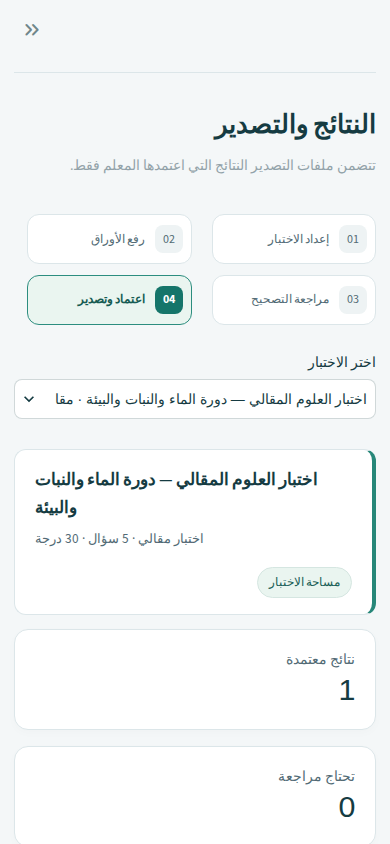 النتائج والتصدير
تتضمن ملفات التصدير النتائج التي اعتمدها المعلم فقط.
01 إعداد الاختبار
02 رفع الأوراق
03 مراجعة التصحيح
04 اعتماد وتصدير
اختر الاختبار
اختبار العلوم المقالي — دورة الماء والنبات والبيئة · مقا
اختبار العلوم المقالي — دورة الماء والنبات
والبيئة
اختبار مقالي · 5 سؤال · 30 درجة
مساحة الاختبار
نتائج معتمدة
1
تحتاج مراجعة
0